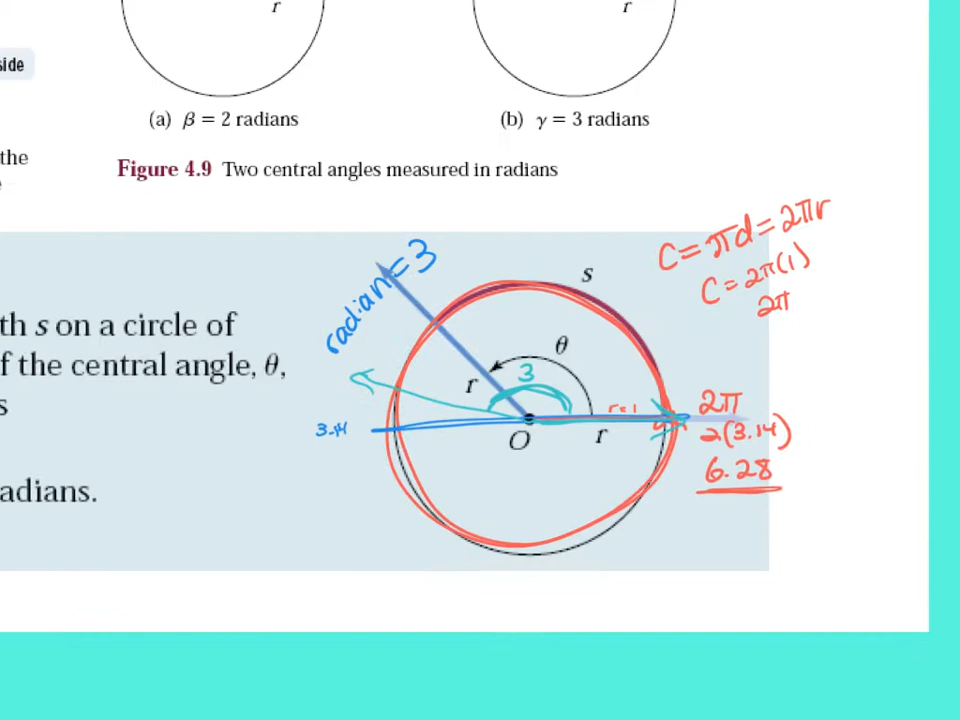 r
r
side
(a) β = 2 radians
(b) γ = 3 radians
the
Figure 4.9 Two central angles measured in radians
C=πd=2πr
C=2π(1)
2π
radian=3
s
th s on a circle of
θ
f the central angle, θ,
r
3
s
r=1
2π
3.14
O
r
2(3.14)
6.28
adians.